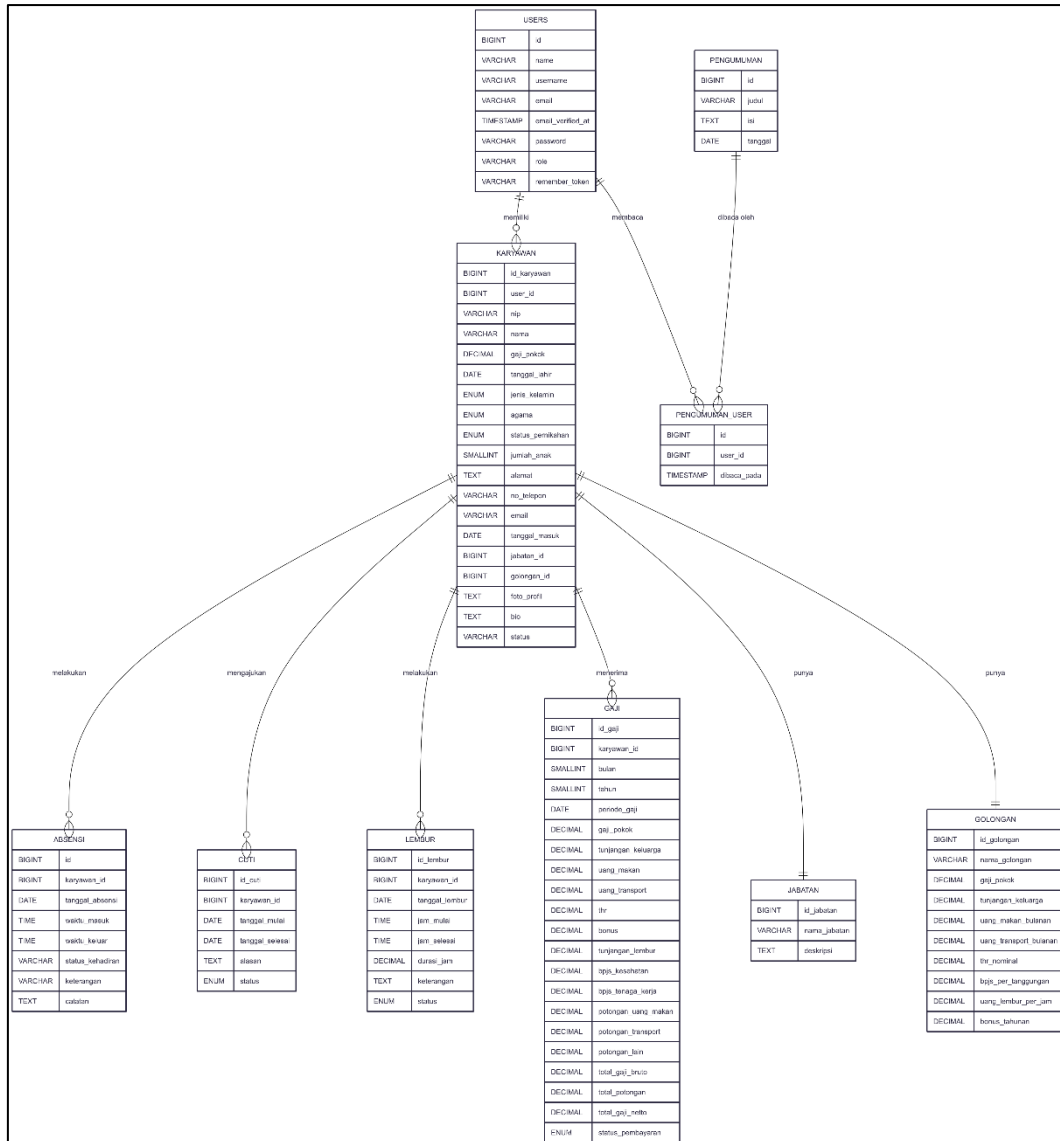 USERS
BIGINT id
VARCHAR name
VARCHAR username
VARCHAR email
TIMESTAMP email_verified_at
VARCHAR password
VARCHAR role
VARCHAR remember_token
PENGUMUMAN
BIGINT id
VARCHAR judul
TEXT isi
DATE tanggal
memiliki
membaca
dibaca oleh
KARYAWAN
BIGINT id_karyawan
BIGINT user_id
VARCHAR nip
VARCHAR nama
DECIMAL gaji_pokok
DATE tanggal_lahir
ENUM jenis_kelamin
ENUM agama
ENUM status_pernikahan
SMALLINT jumlah_anak
TEXT alamat
VARCHAR no_telepon
VARCHAR email
DATE tanggal_masuk
BIGINT jabatan_id
BIGINT golongan_id
TEXT foto_profil
TEXT bio
VARCHAR status
PENGUMUMAN_USER
BIGINT id
BIGINT user_id
TIMESTAMP dibaca_pada
melakukan
mengajukan
melakukan
menerima
punya
punya
ABSENSI
BIGINT id
BIGINT karyawan_id
DATE tanggal_absensi
TIME waktu_masuk
TIME waktu_keluar
VARCHAR status_kehadiran
VARCHAR keterangan
TEXT catatan
CUTI
BIGINT id_cuti
BIGINT karyawan_id
DATE tanggal_mulai
DATE tanggal_selesai
TEXT alasan
ENUM status
LEMBUR
BIGINT id_lembur
BIGINT karyawan_id
DATE tanggal_lembur
TIME jam_mulai
TIME jam_selesai
DECIMAL durasi_jam
TEXT keterangan
ENUM status
GAJI
BIGINT id_gaji
BIGINT karyawan_id
SMALLINT bulan
SMALLINT tahun
DATE periode_gaji
DECIMAL gaji_pokok
DECIMAL tunjangan_keluarga
DECIMAL uang_makan
DECIMAL uang_transport
DECIMAL thr
DECIMAL bonus
DECIMAL tunjangan_lembur
DECIMAL bpjs_kesehatan
DECIMAL bpjs_tenaga_kerja
DECIMAL potongan_uang_makan
DECIMAL potongan_transport
DECIMAL potongan_lain
DECIMAL total_gaji_bruto
DECIMAL total_potongan
DECIMAL total_gaji_netto
ENUM status_pembayaran
JABATAN
BIGINT id_jabatan
VARCHAR nama_jabatan
TEXT deskripsi
GOLONGAN
BIGINT id_golongan
VARCHAR nama_golongan
DECIMAL gaji_pokok
DECIMAL tunjangan_keluarga
DECIMAL uang_makan_bulanan
DECIMAL uang_transport_bulanan
DECIMAL thr_nominal
DECIMAL bpjs_per_tanggungan
DECIMAL uang_lembur_per_jam
DECIMAL bonus_tahunan